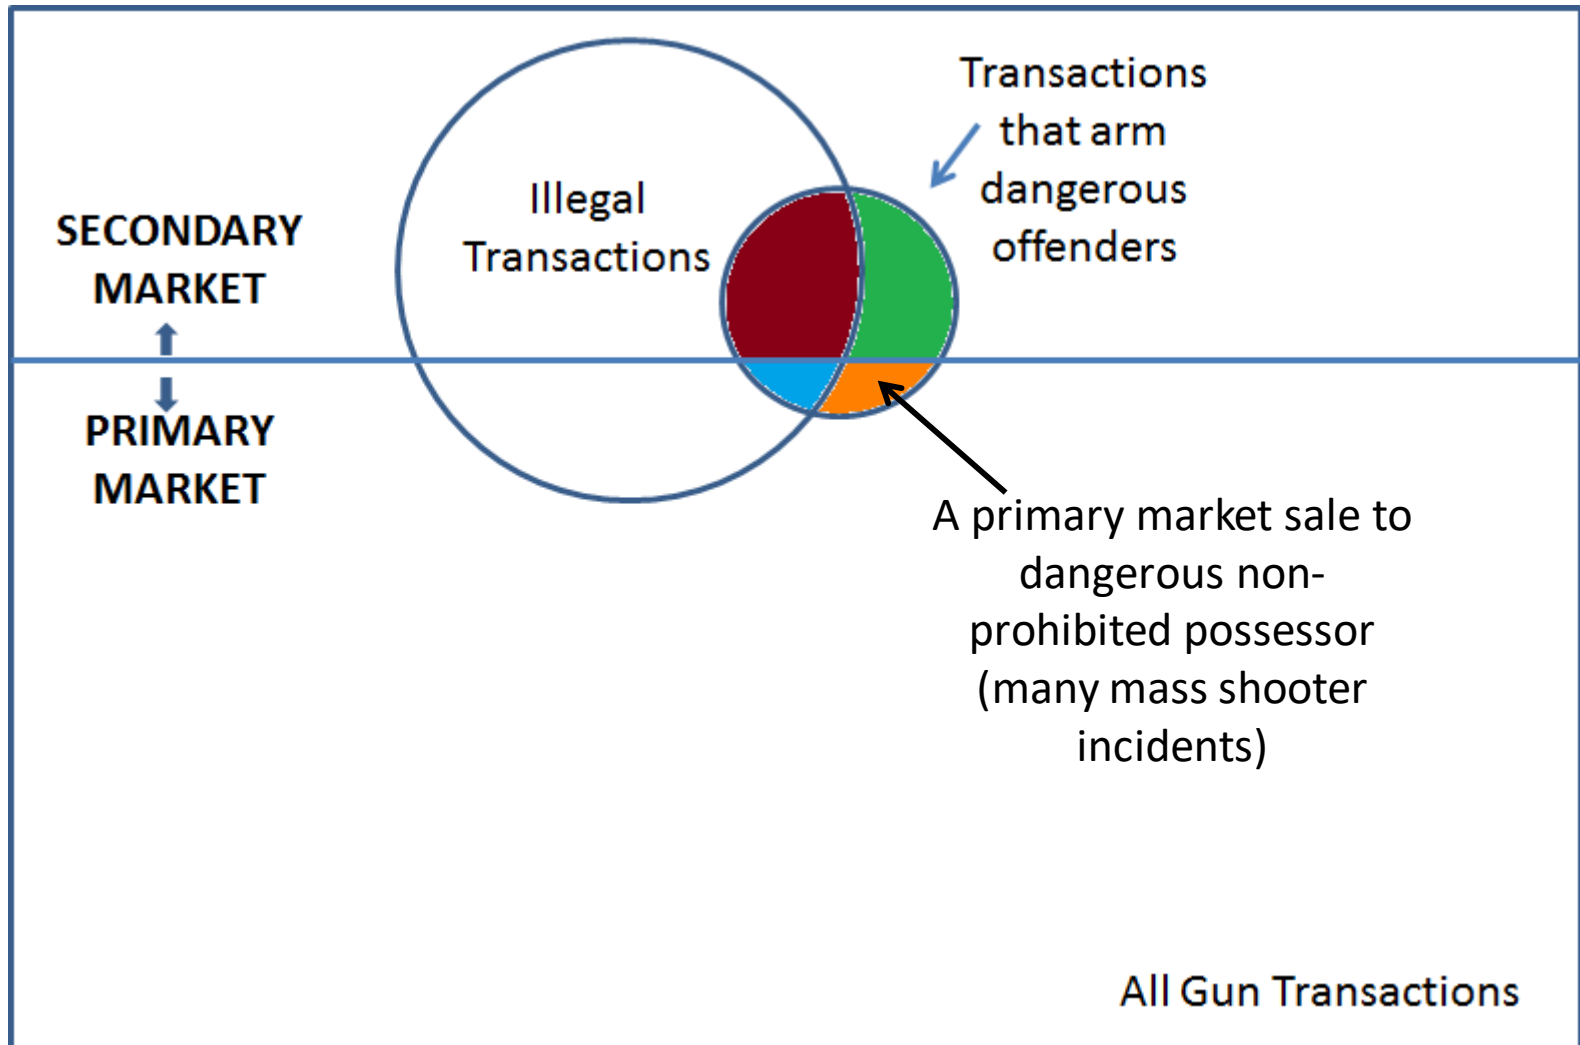 Transactions
that arm
dangerous
offenders
Illegal
Transactions
SECONDARY
MARKET
PRIMARY
MARKET
A primary market sale to
dangerous non-
prohibited possessor
(many mass shooter
incidents)
All Gun Transactions